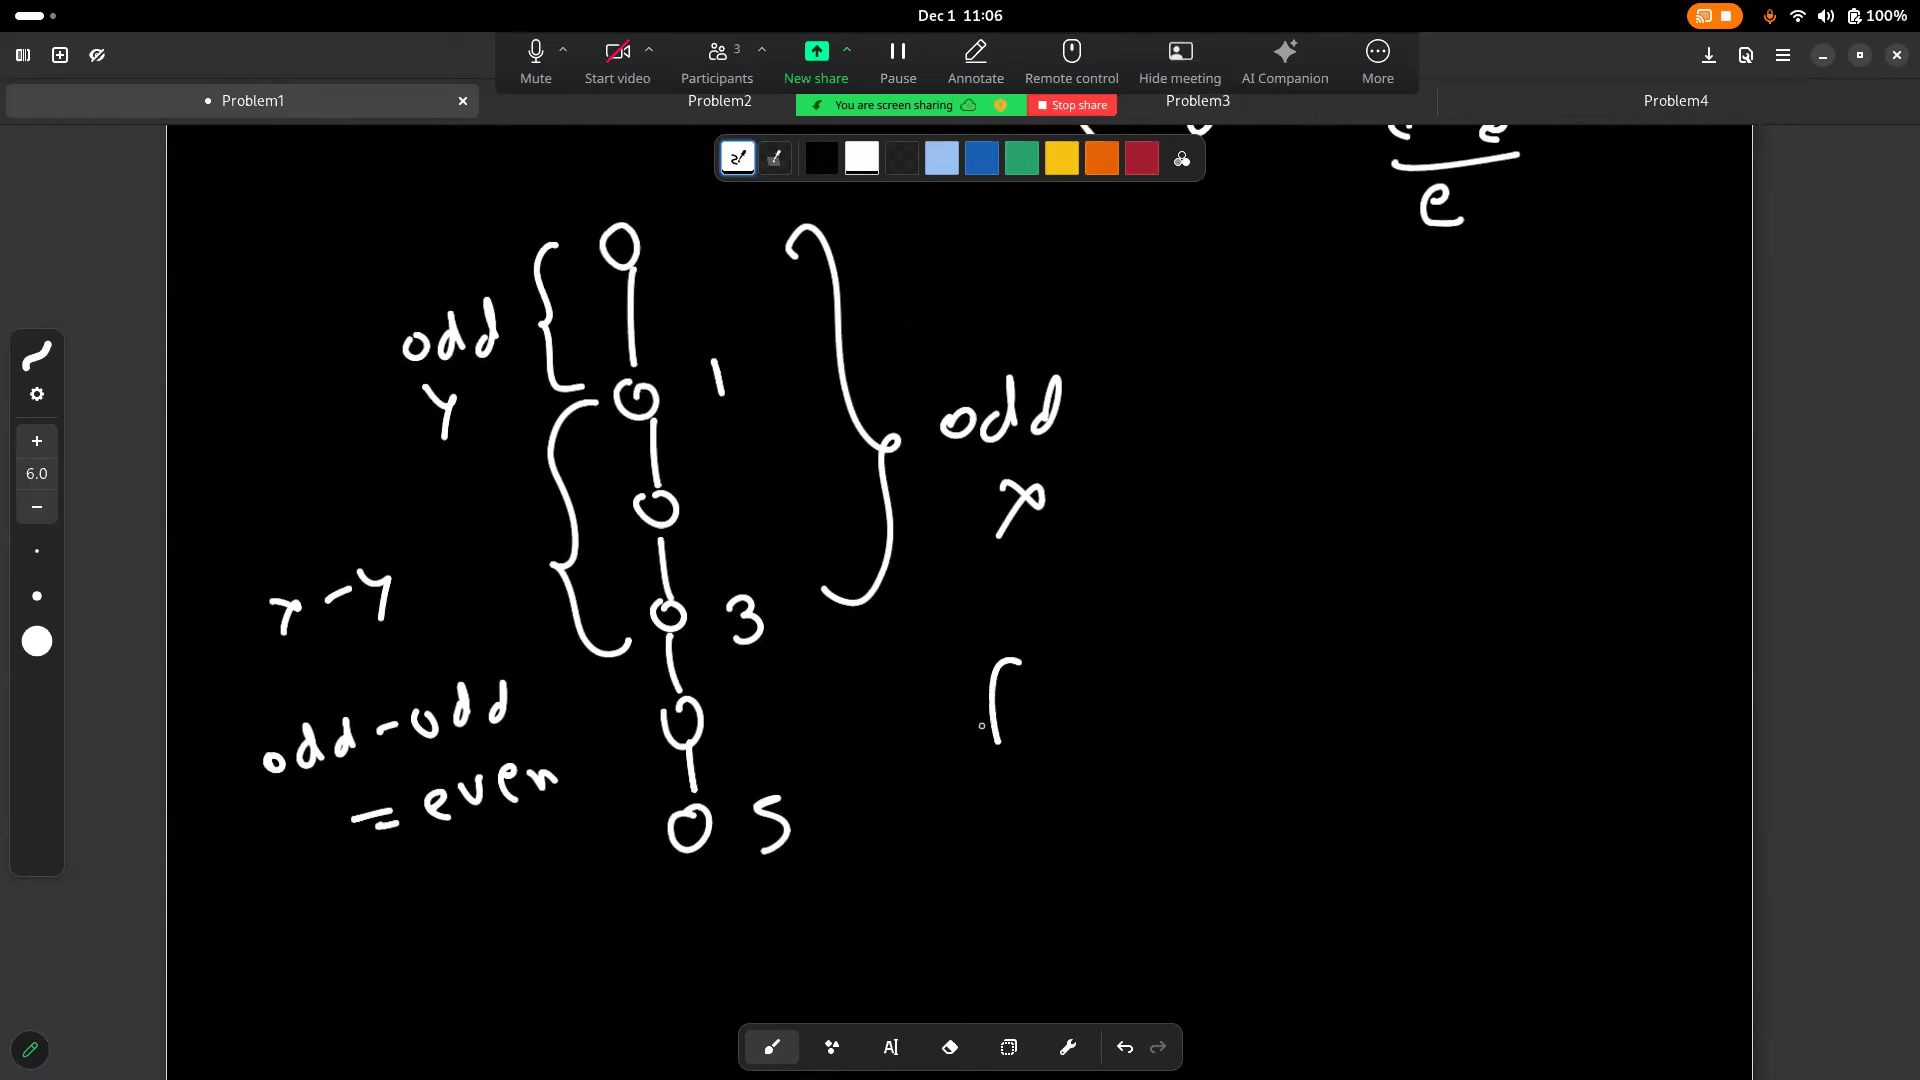 Dec 1 11:06
100%
3
Mute
Start video
Participants
New share
Pause
Annotate
Remote control
Hide meeting
AI Companion
More
Problem1
Problem2
You are screen sharing
Stop share
Problem3
Problem4
e
odd
y
1
odd
x
6.0
x - y
3
odd - odd
= even
5